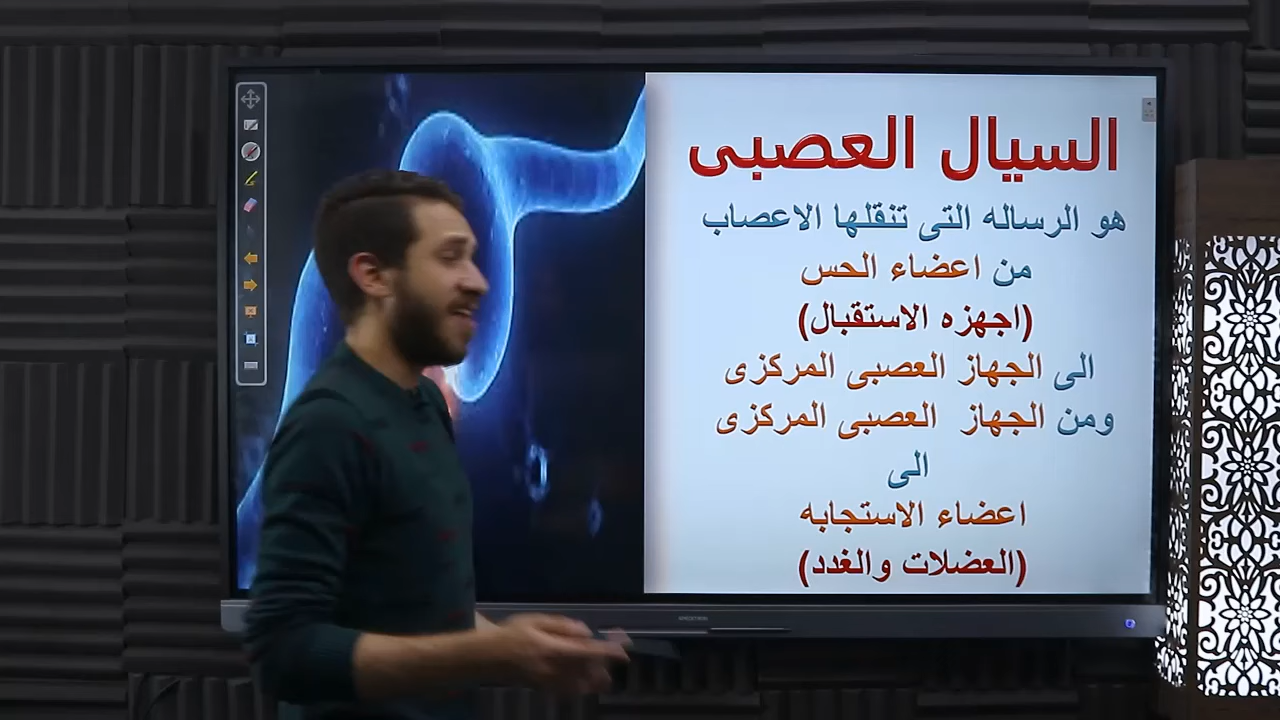 السيال العصبى
هو الرساله التى تنقلها الاعصاب
من اعضاء الحس
(اجهزه الاستقبال)
الى الجهاز العصبى المركزى
ومن الجهاز العصبى المركزى
الى
اعضاء الاستجابه
(العضلات والغدد)